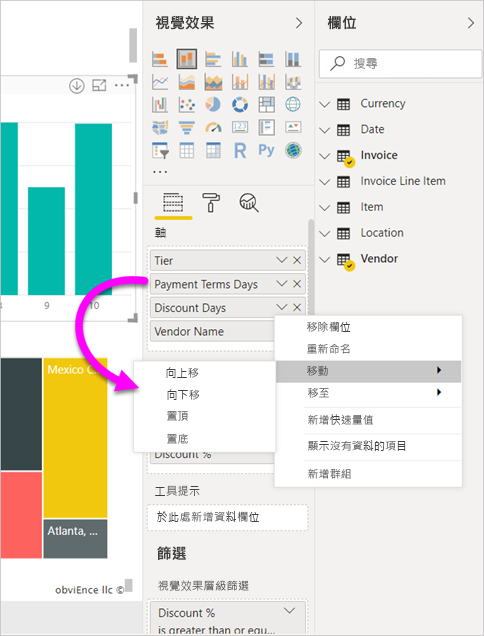 視覺效果
欄位
搜尋
Currency
Date
Invoice
Invoice Line Item
Item
Location
Vendor
R
Py
123
軸
Tier
Payment Terms Days
Discount Days
Vendor Name
移除欄位
重新命名
移動
移至
新增快速量值
顯示沒有資料的項目
新增群組
向上移
向下移
置頂
置底
Discount %
工具提示
於此處新增資料欄位
篩選
視覺效果層級篩選
Discount %
is greater than or equ...
9
10
Mexico C...
Atlanta, ...
obviEnce llc ©